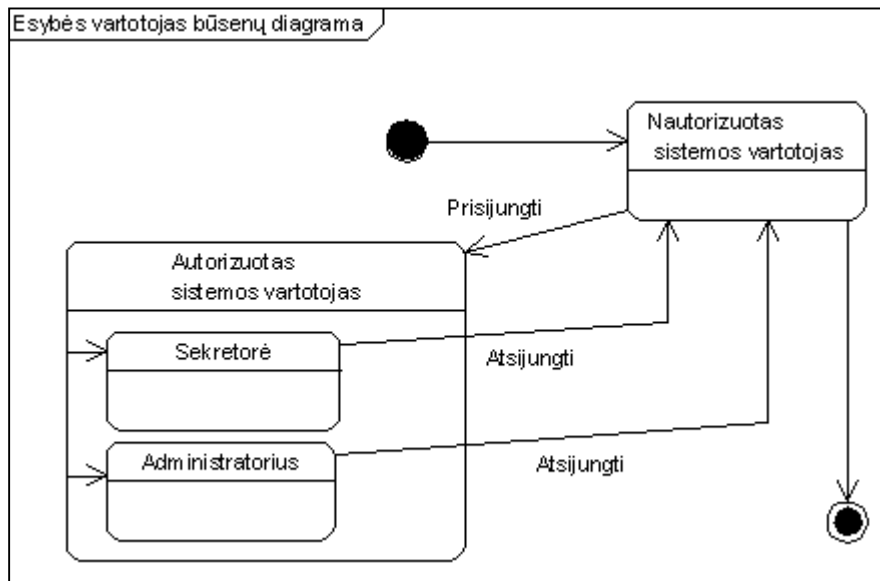 Esybės vartotojas būsenų diagrama
Nautorizuotas
sistemos vartotojas
Prisijungti
Autorizuotas
sistemos vartotojas
Sekretorė
Atsijungti
Administratorius
Atsijungti